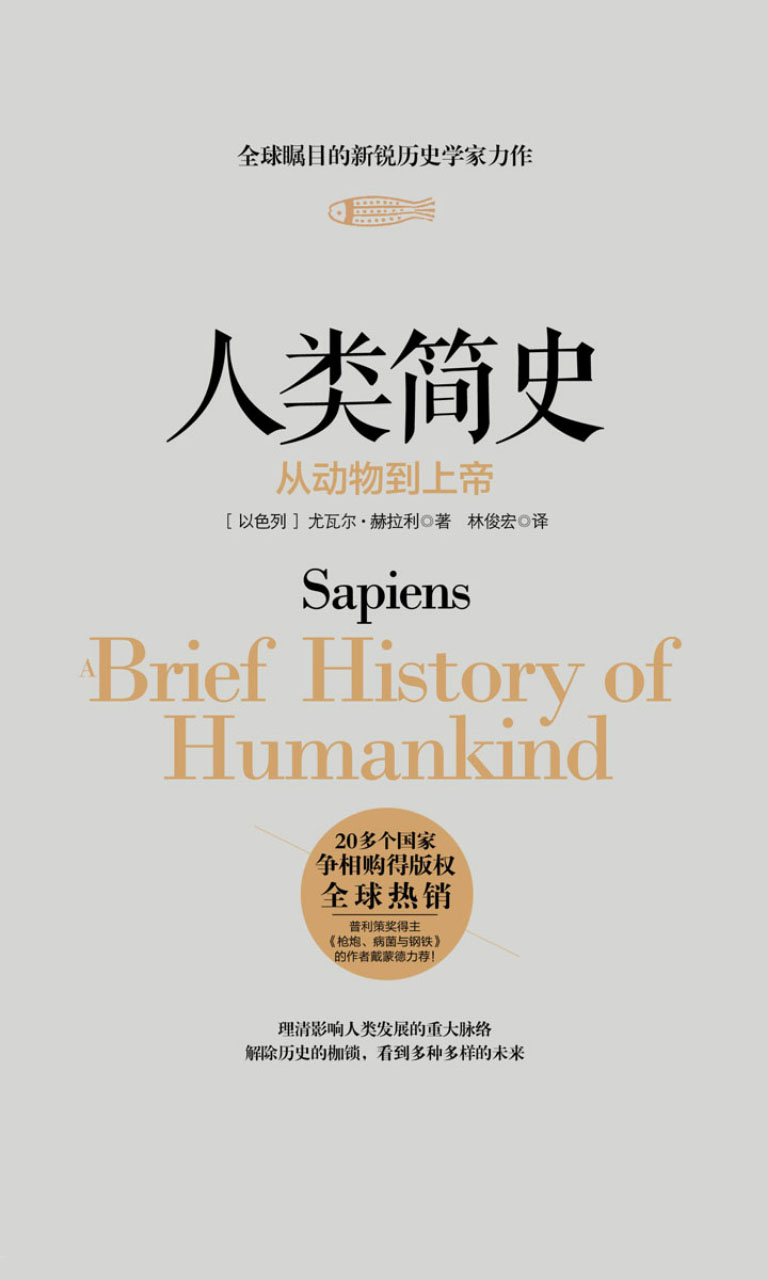 全球瞩目的新锐历史学家力作
人类简史
从动物到上帝
[ 以色列 ] 尤瓦尔·赫拉利◎著 林俊宏◎译
Sapiens
A Brief History of
Humankind
20多个国家
争相购得版权
全球热销
普利策奖得主
《枪炮、病菌与钢铁》
的作者戴蒙德力荐！
理清影响人类发展的重大脉络
解除历史的枷锁，看到多种多样的未来